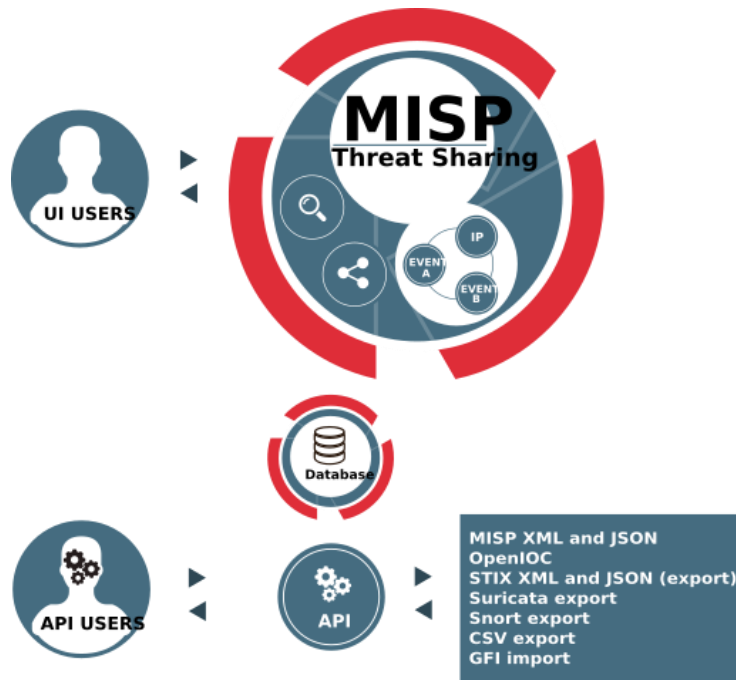 MISP
Threat Sharing
UI USERS
IP
EVENT
A
EVENT
B
Database
API USERS
API
MISP XML and JSON
OpenIOC
STIX XML and JSON (export)
Suricata export
Snort export
CSV export
GFI import